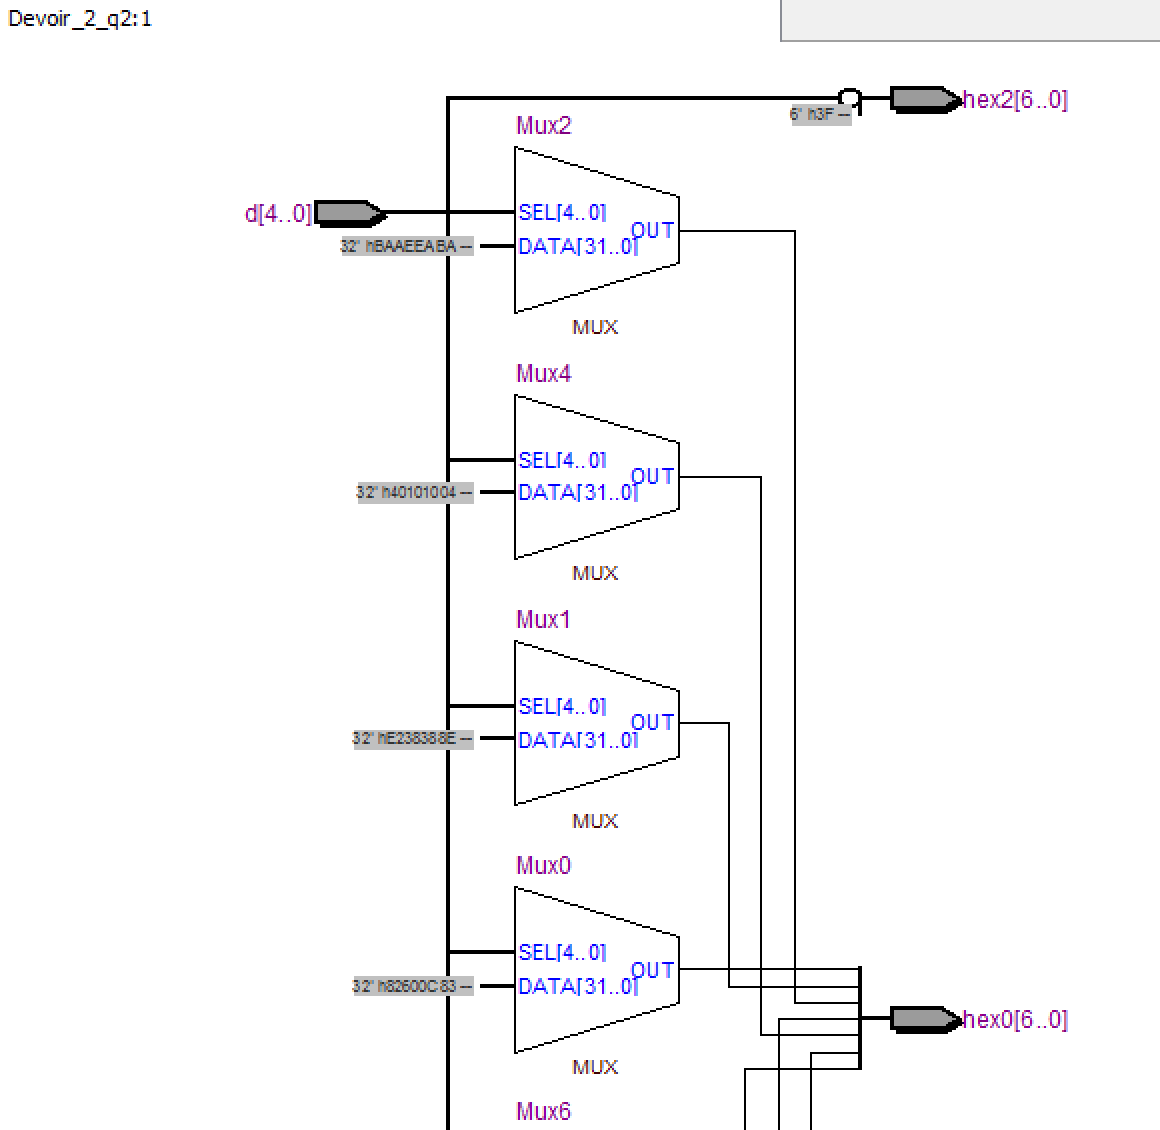 Devoir_2_q2:1
hex2[6..0]
6' h3F --
Mux2
d[4..0]
SEL[4..0]
OUT
32' hBAAEEABA --
DATA[31..0]
MUX
Mux4
SEL[4..0]
OUT
32' h40101004 --
DATA[31..0]
MUX
Mux1
SEL[4..0]
OUT
32' hE238388E --
DATA[31..0]
MUX
Mux0
SEL[4..0]
OUT
32' h82600C83 --
DATA[31..0]
hex0[6..0]
MUX
Mux6